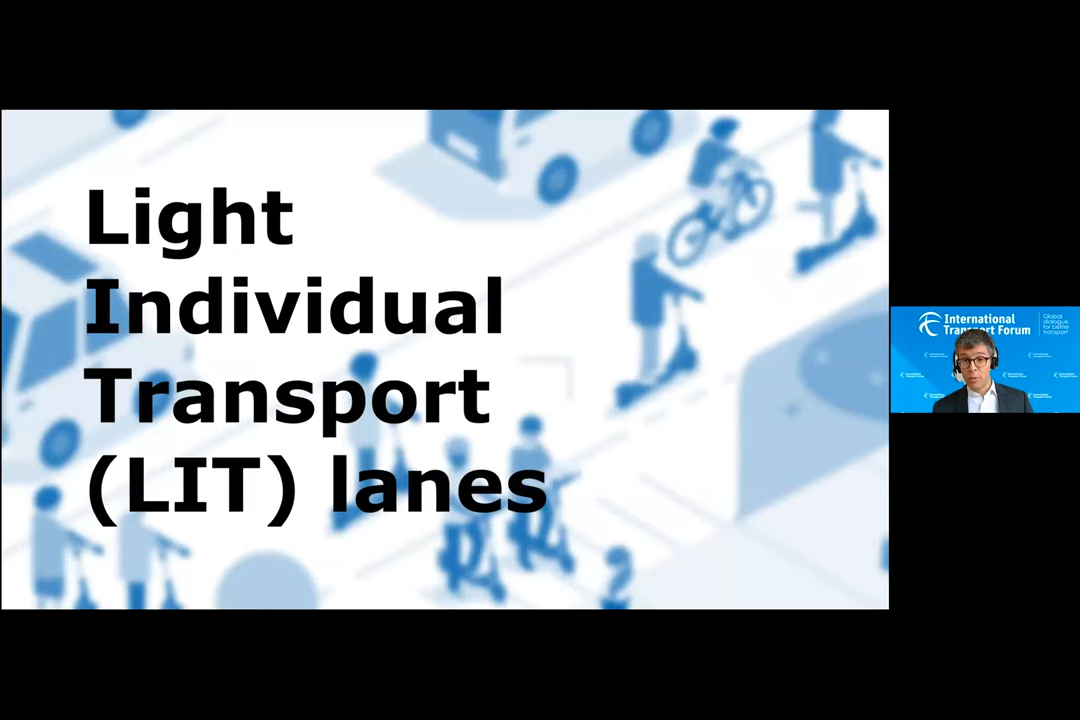 Light
Individual
Transport
(LIT) lanes
International
Transport Forum
Global
dialogue
for better
transport